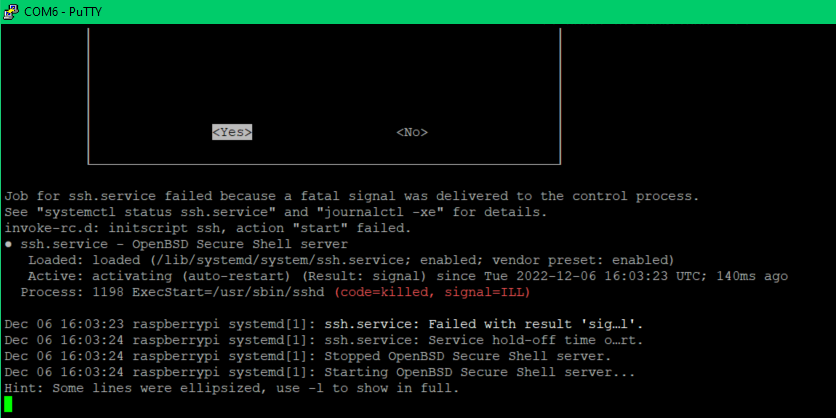 COM6 - PuTTY
<Yes> <No>
Job for ssh.service failed because a fatal signal was delivered to the control process.
See "systemctl status ssh.service" and "journalctl -xe" for details.
invoke-rc.d: initscript ssh, action "start" failed.
● ssh.service - OpenBSD Secure Shell server
Loaded: loaded (/lib/systemd/system/ssh.service; enabled; vendor preset: enabled)
Active: activating (auto-restart) (Result: signal) since Tue 2022-12-06 16:03:23 UTC; 140ms ago
Process: 1198 ExecStart=/usr/sbin/sshd (code=killed, signal=ILL)
Dec 06 16:03:23 raspberrypi systemd[1]: ssh.service: Failed with result 'sig…l'.
Dec 06 16:03:24 raspberrypi systemd[1]: ssh.service: Service hold-off time o…rt.
Dec 06 16:03:24 raspberrypi systemd[1]: Stopped OpenBSD Secure Shell server.
Dec 06 16:03:24 raspberrypi systemd[1]: Starting OpenBSD Secure Shell server...
Hint: Some lines were ellipsized, use -l to show in full.